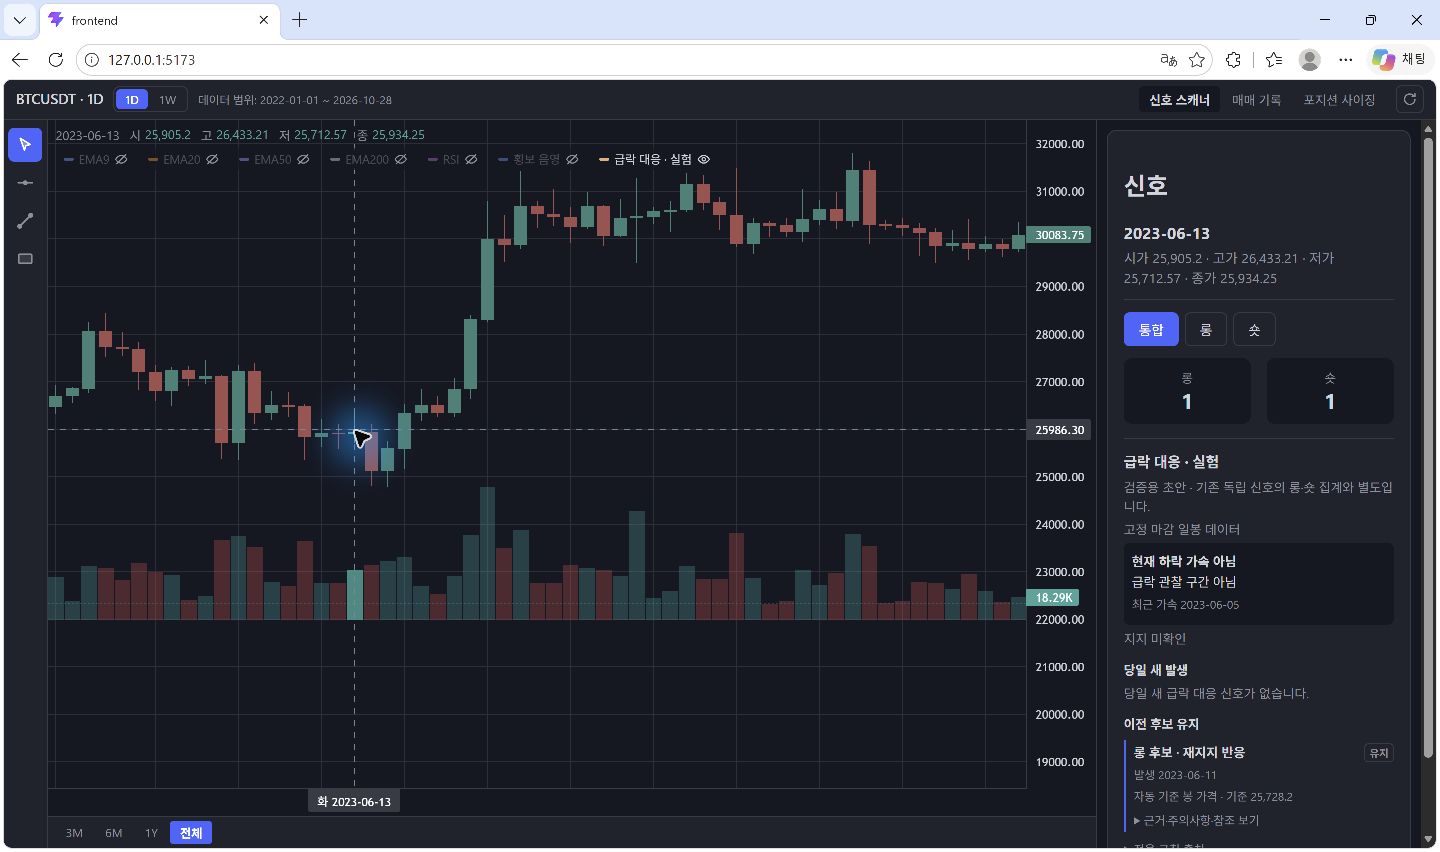 frontend
127.0.0.1:5173
채팅
BTCUSDT · 1D
1D
1W
데이터 범위: 2022-01-01 ~ 2026-10-28
신호 스캐너
매매 기록
포지션 사이징
2023-06-13 시 25,905.2 고 26,433.21 저 25,712.57 종 25,934.25
EMA9 EMA20 EMA50 EMA200 RSI 횡보 음영 급락 대응 · 실험
32000.00
31000.00
30083.75
29000.00
28000.00
27000.00
25986.30
25000.00
24000.00
23000.00
18.29K
22000.00
21000.00
20000.00
19000.00
화 2023-06-13
3M 6M 1Y 전체
신호
2023-06-13
시가 25,905.2 · 고가 26,433.21 · 저가
25,712.57 · 종가 25,934.25
통합 롱 숏
롱 숏
1 1
급락 대응 · 실험
검증용 초안 · 기존 독립 신호의 롱·숏 집계와 별도입
니다.
고정 마감 일봉 데이터
현재 하락 가속 아님
급락 관찰 구간 아님
최근 가속 2023-06-05
지지 미확인
당일 새 발생
당일 새 급락 대응 신호가 없습니다.
이전 후보 유지
롱 후보 · 재지지 반응 유지
발생 2023-06-11
자동 기준 봉 가격 · 기준 25,728.2
▶ 근거·주의사항·참조 보기